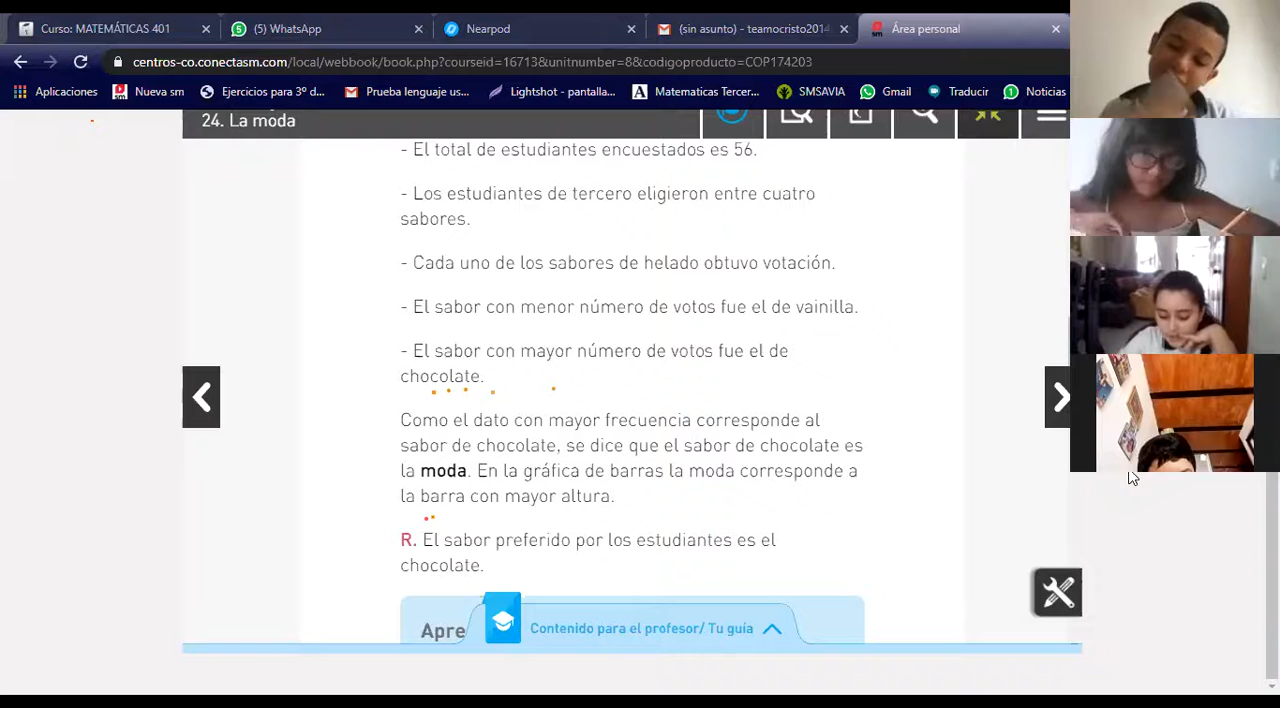 Curso: MATEMÁTICAS 401
(5) WhatsApp
Nearpod
(sin asunto) - teamocristo2014
Área personal
centros-co.conectasm.com/local/webbook/book.php?courseid=16713&unitnumber=8&codigoproducto=COP174203
Aplicaciones
Nueva sm
Ejercicios para 3º d...
Prueba lenguaje us...
Lightshot - pantalla...
Matematicas Tercer...
SMSAVIA
Gmail
Traducir
Noticias
24. La moda
- El total de estudiantes encuestados es 56.
- Los estudiantes de tercero eligieron entre cuatro
sabores.
- Cada uno de los sabores de helado obtuvo votación.
- El sabor con menor número de votos fue el de vainilla.
- El sabor con mayor número de votos fue el de
chocolate.
Como el dato con mayor frecuencia corresponde al
sabor de chocolate, se dice que el sabor de chocolate es
la moda. En la gráfica de barras la moda corresponde a
la barra con mayor altura.
R. El sabor preferido por los estudiantes es el
chocolate.
Apre
Contenido para el profesor/ Tu guía